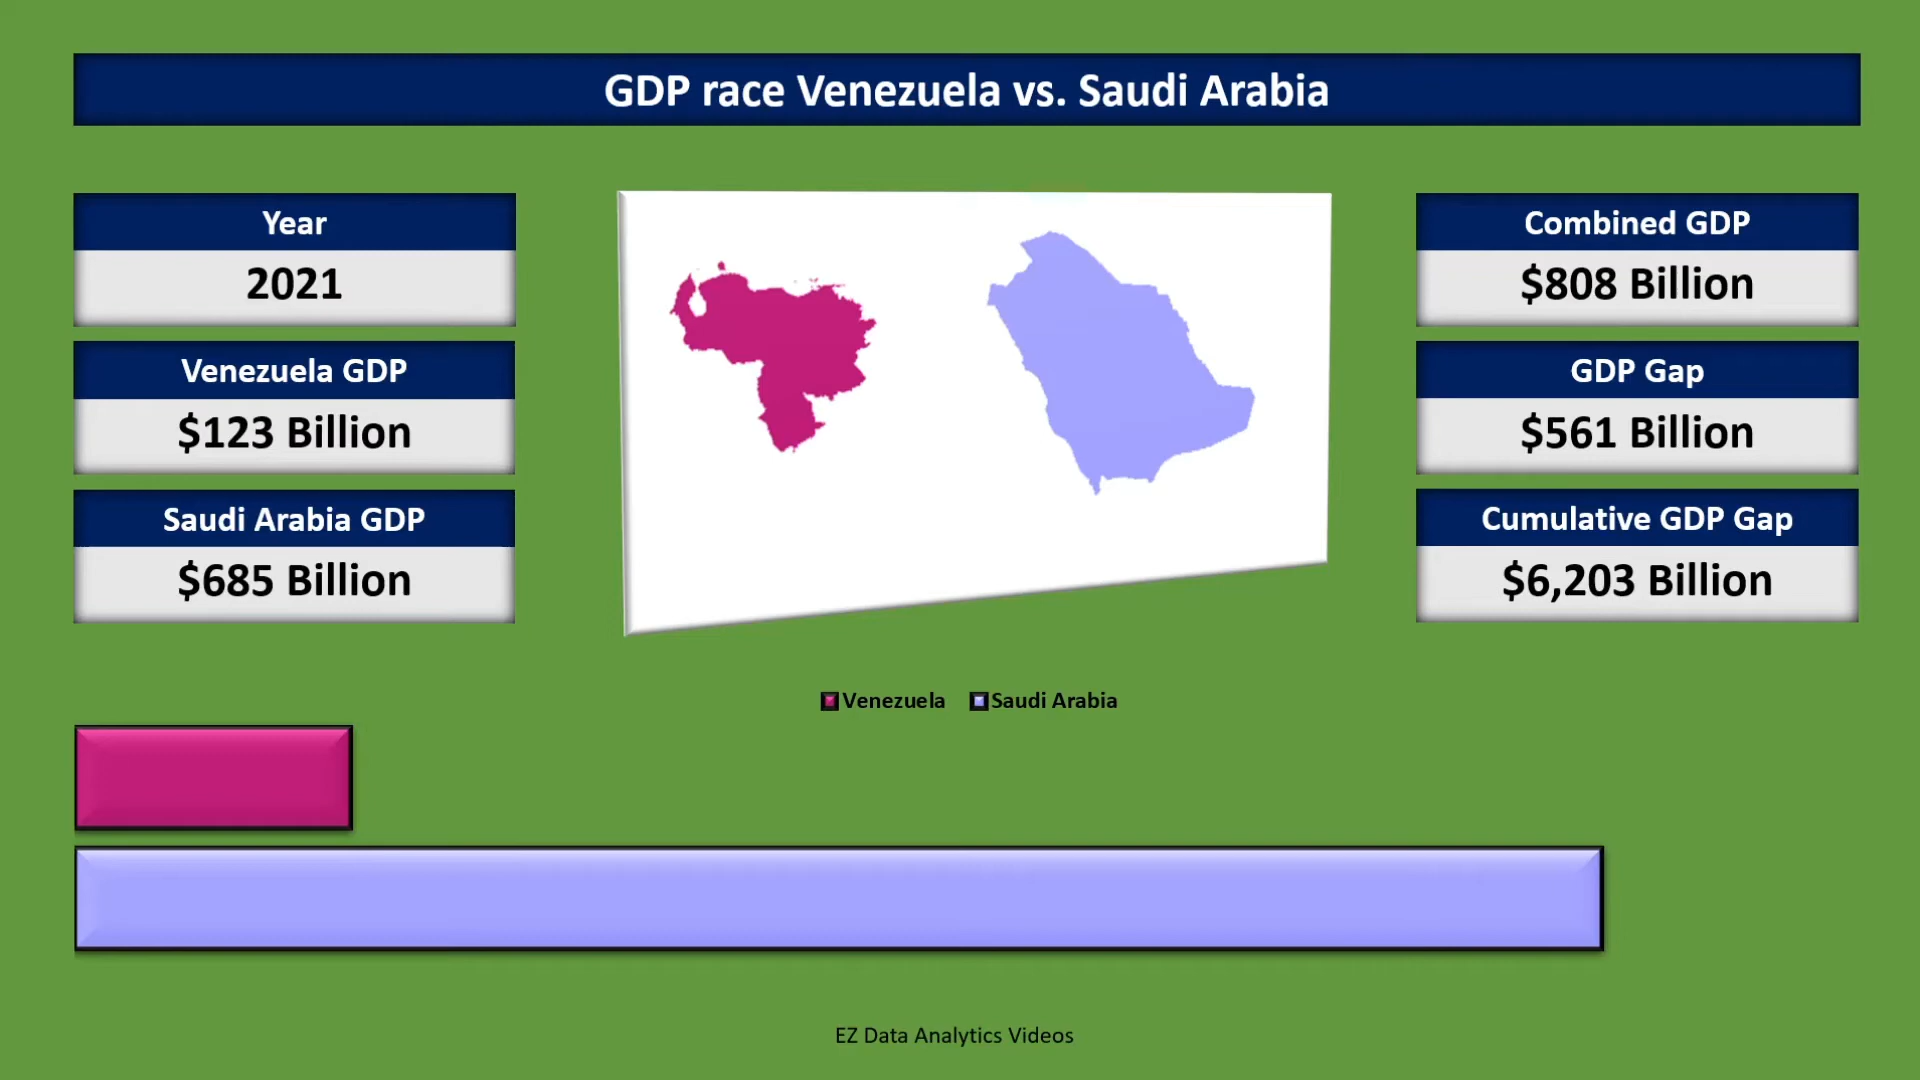 GDP race Venezuela vs. Saudi Arabia
Year
2021
Venezuela GDP
$123 Billion
Saudi Arabia GDP
$685 Billion
Combined GDP
$808 Billion
GDP Gap
$561 Billion
Cumulative GDP Gap
$6,203 Billion
Venezuela Saudi Arabia
EZ Data Analytics Videos